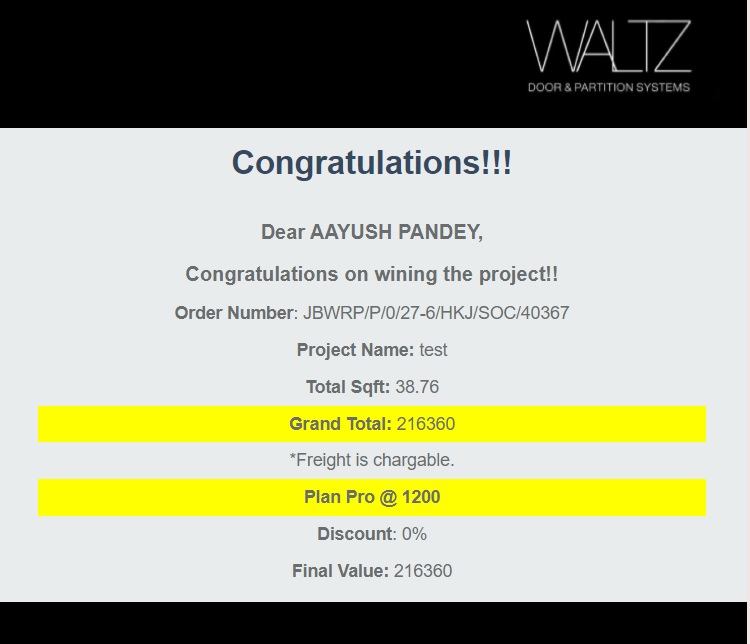 WALTZ
DOOR & PARTITION SYSTEMS
Congratulations!!!
Dear AAYUSH PANDEY,
Congratulations on wining the project!!
Order Number: JBWRP/P/0/27-6/HKJ/SOC/40367
Project Name: test
Total Sqft: 38.76
Grand Total: 216360
*Freight is chargable.
Plan Pro @ 1200
Discount: 0%
Final Value: 216360